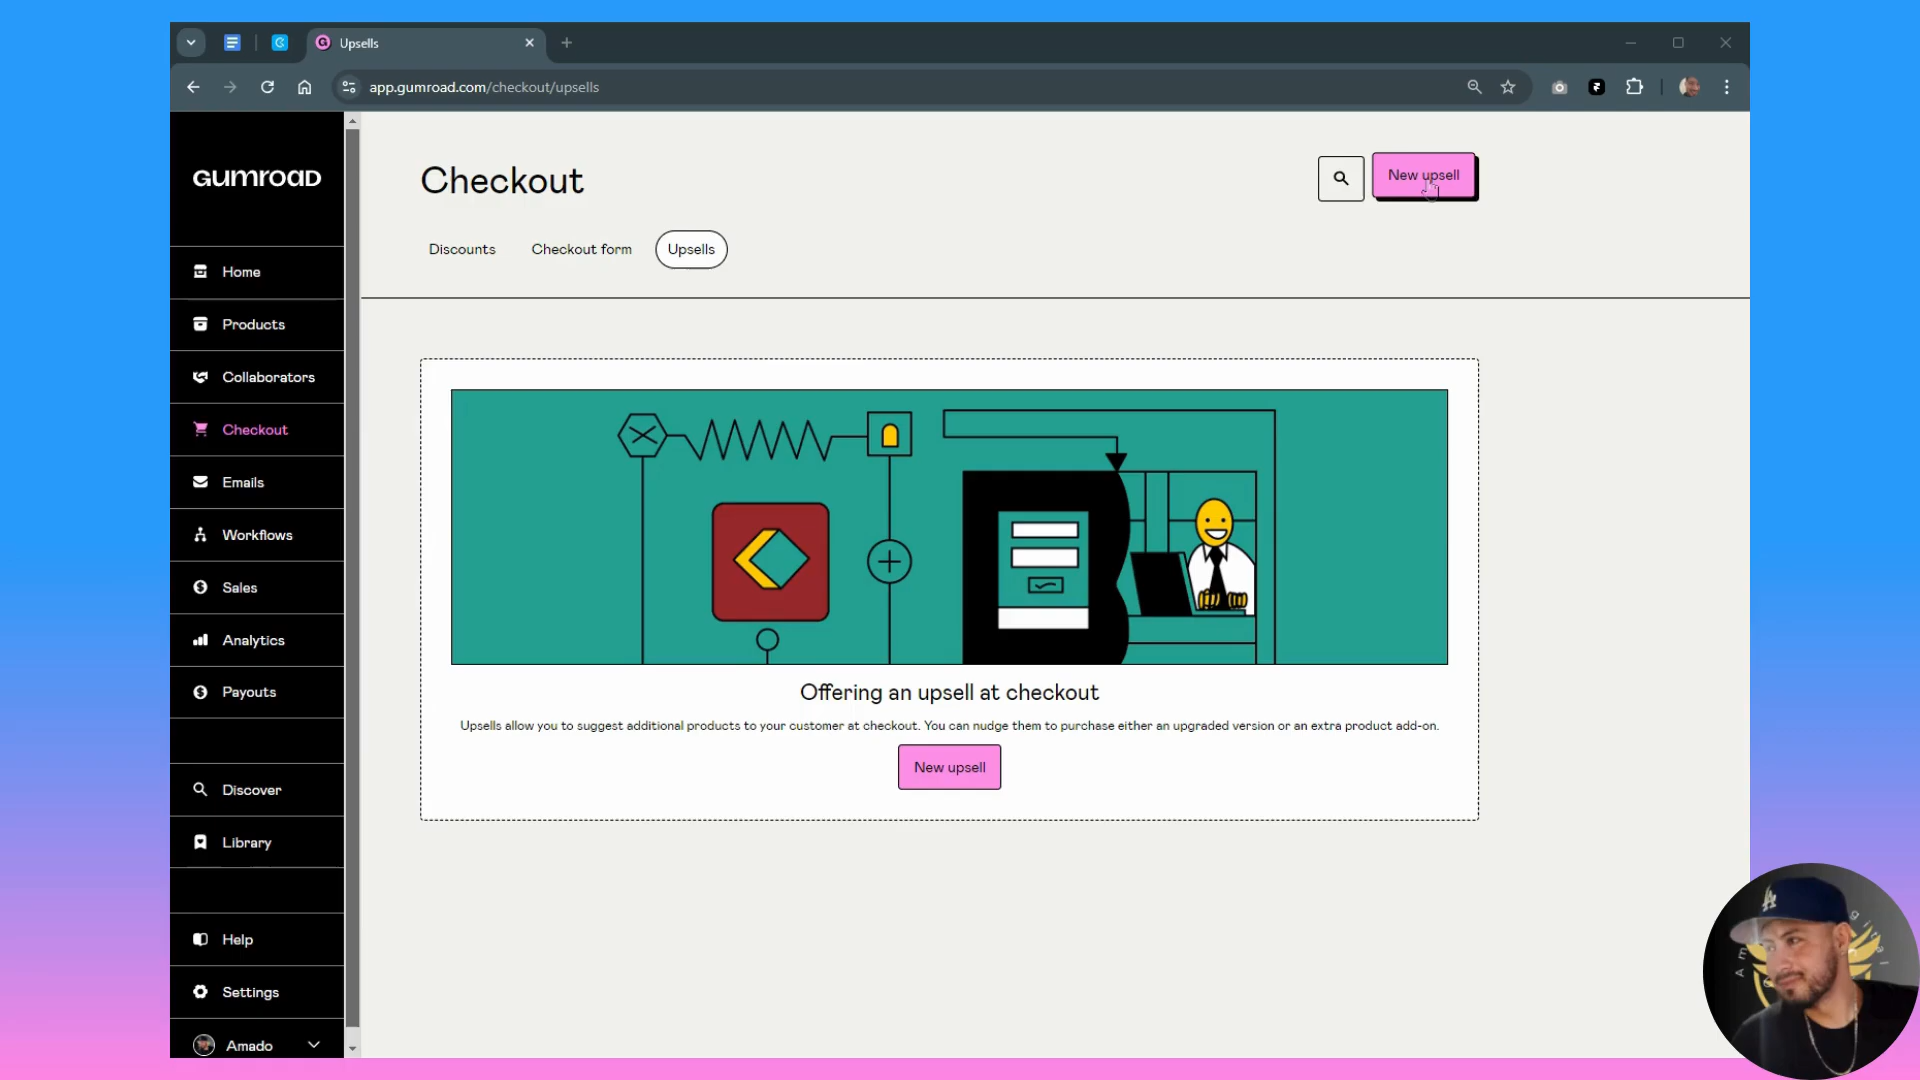 Upsells
app.gumroad.com/checkout/upsells
GUMROAD
Home
Products
Collaborators
Checkout
Emails
Workflows
Sales
Analytics
Payouts
Discover
Library
Help
Settings
Amado
Checkout
New upsell
Discounts
Checkout form
Upsells
Offering an upsell at checkout
Upsells allow you to suggest additional products to your customer at checkout. You can nudge them to purchase either an upgraded version or an extra product add-on.
New upsell